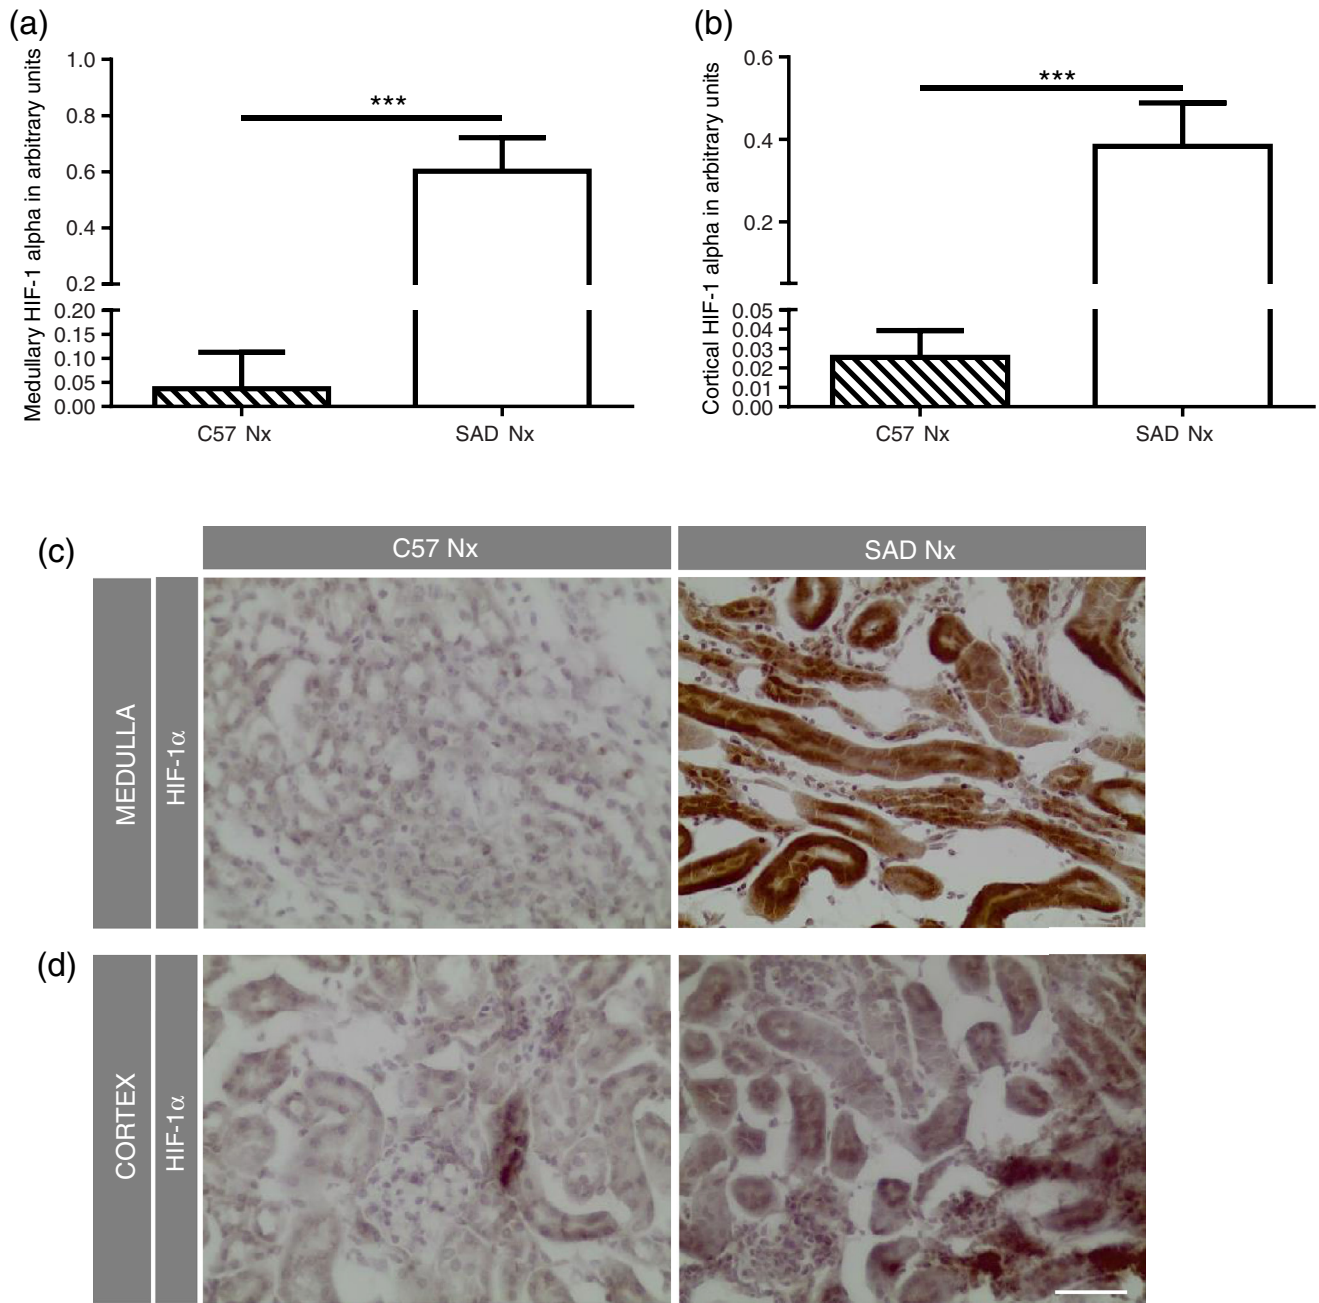 (a)
Medullary HIF-1 alpha in arbitrary units
1.0
0.8
0.6
0.4
0.2
0.20
0.15
0.10
0.05
0.00
***
C57 Nx
SAD Nx
(b)
Cortical HIF-1 alpha in arbitrary units
0.6
0.4
0.2
0.05
0.04
0.03
0.02
0.01
0.00
***
C57 Nx
SAD Nx
(c)
C57 Nx
SAD Nx
MEDULLA
HIF-1α
(d)
CORTEX
HIF-1α